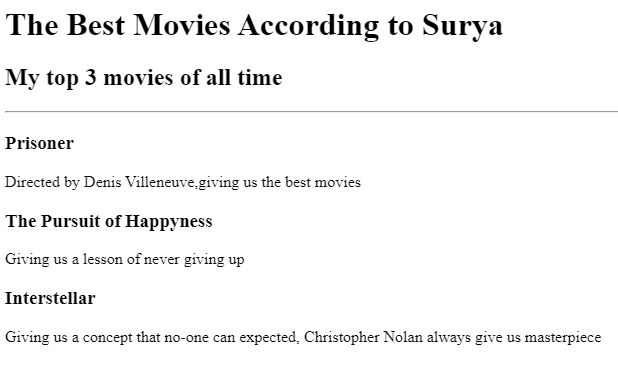 The Best Movies According to Surya
My top 3 movies of all time
Prisoner
Directed by Denis Villeneuve,giving us the best movies
The Pursuit of Happyness
Giving us a lesson of never giving up
Interstellar
Giving us a concept that no-one can expected, Christopher Nolan always give us masterpiece